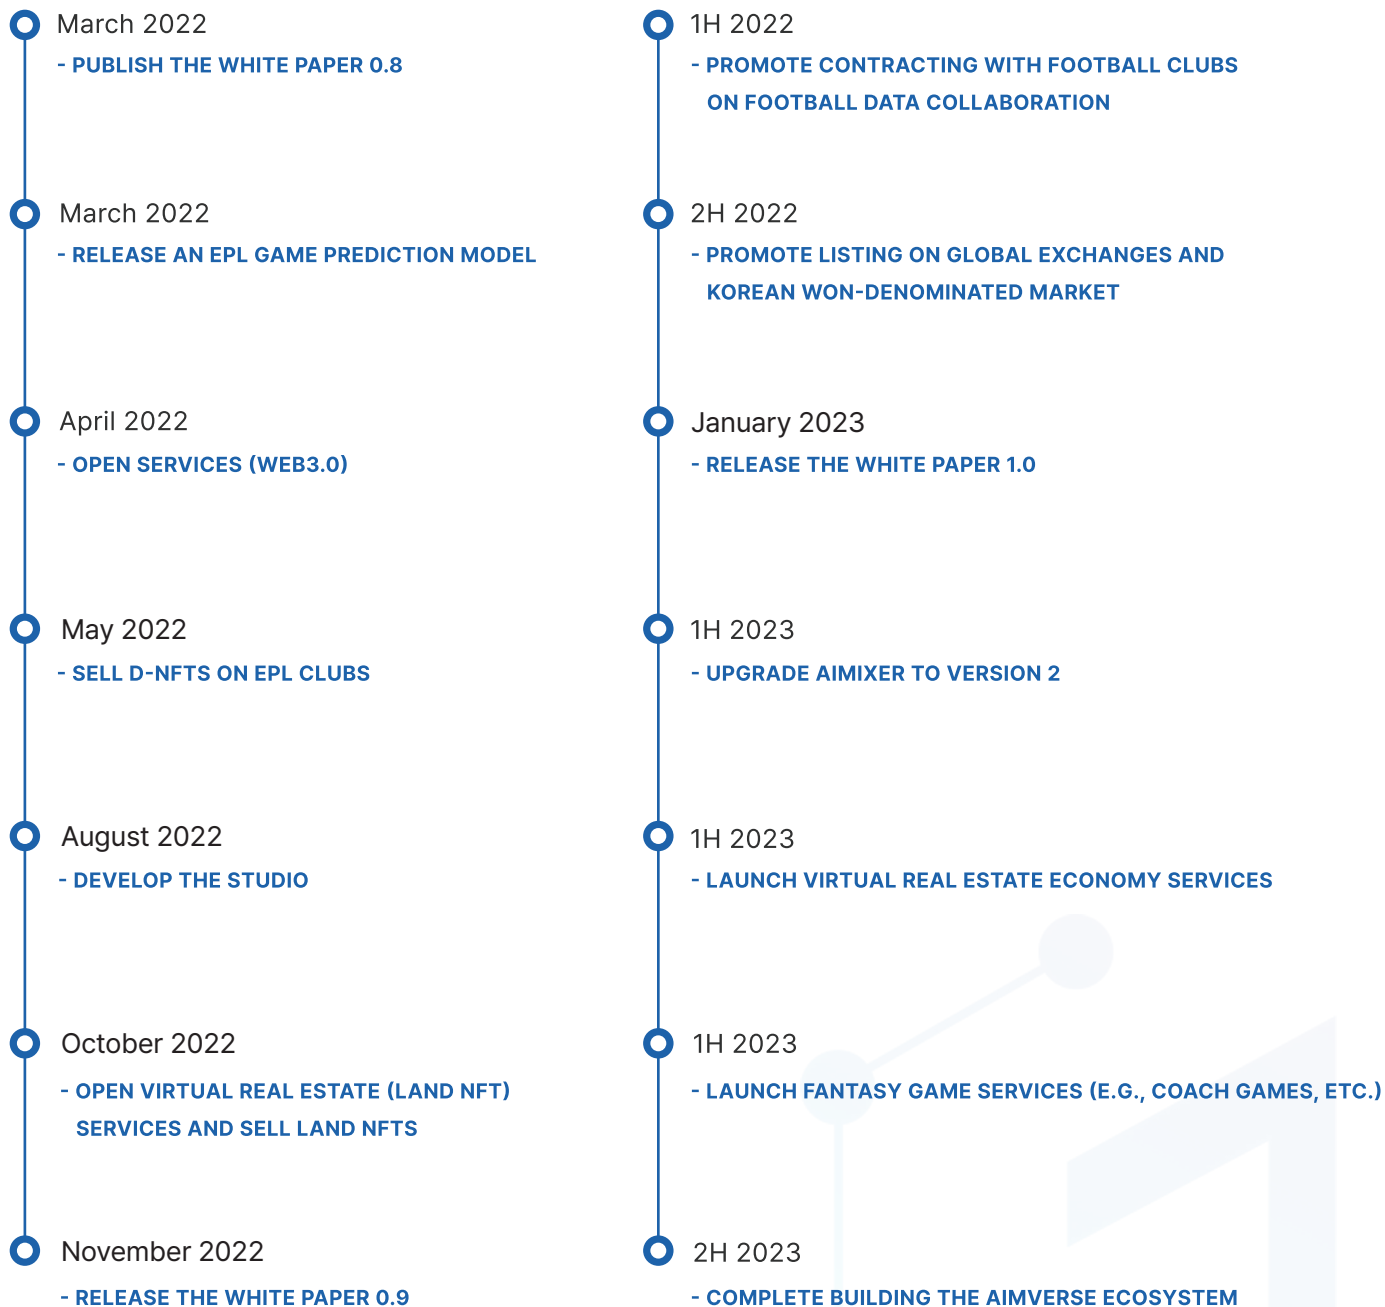 March 2022
- PUBLISH THE WHITE PAPER 0.8
March 2022
- RELEASE AN EPL GAME PREDICTION MODEL
April 2022
- OPEN SERVICES (WEB3.0)
May 2022
- SELL D-NFTS ON EPL CLUBS
August 2022
- DEVELOP THE STUDIO
October 2022
- OPEN VIRTUAL REAL ESTATE (LAND NFT)
SERVICES AND SELL LAND NFTS
November 2022
- RELEASE THE WHITE PAPER 0.9
1H 2022
- PROMOTE CONTRACTING WITH FOOTBALL CLUBS
ON FOOTBALL DATA COLLABORATION
2H 2022
- PROMOTE LISTING ON GLOBAL EXCHANGES AND
KOREAN WON-DENOMINATED MARKET
January 2023
- RELEASE THE WHITE PAPER 1.0
1H 2023
- UPGRADE AIMIXER TO VERSION 2
1H 2023
- LAUNCH VIRTUAL REAL ESTATE ECONOMY SERVICES
1H 2023
- LAUNCH FANTASY GAME SERVICES (E.G., COACH GAMES, ETC.)
2H 2023
- COMPLETE BUILDING THE AIMVERSE ECOSYSTEM